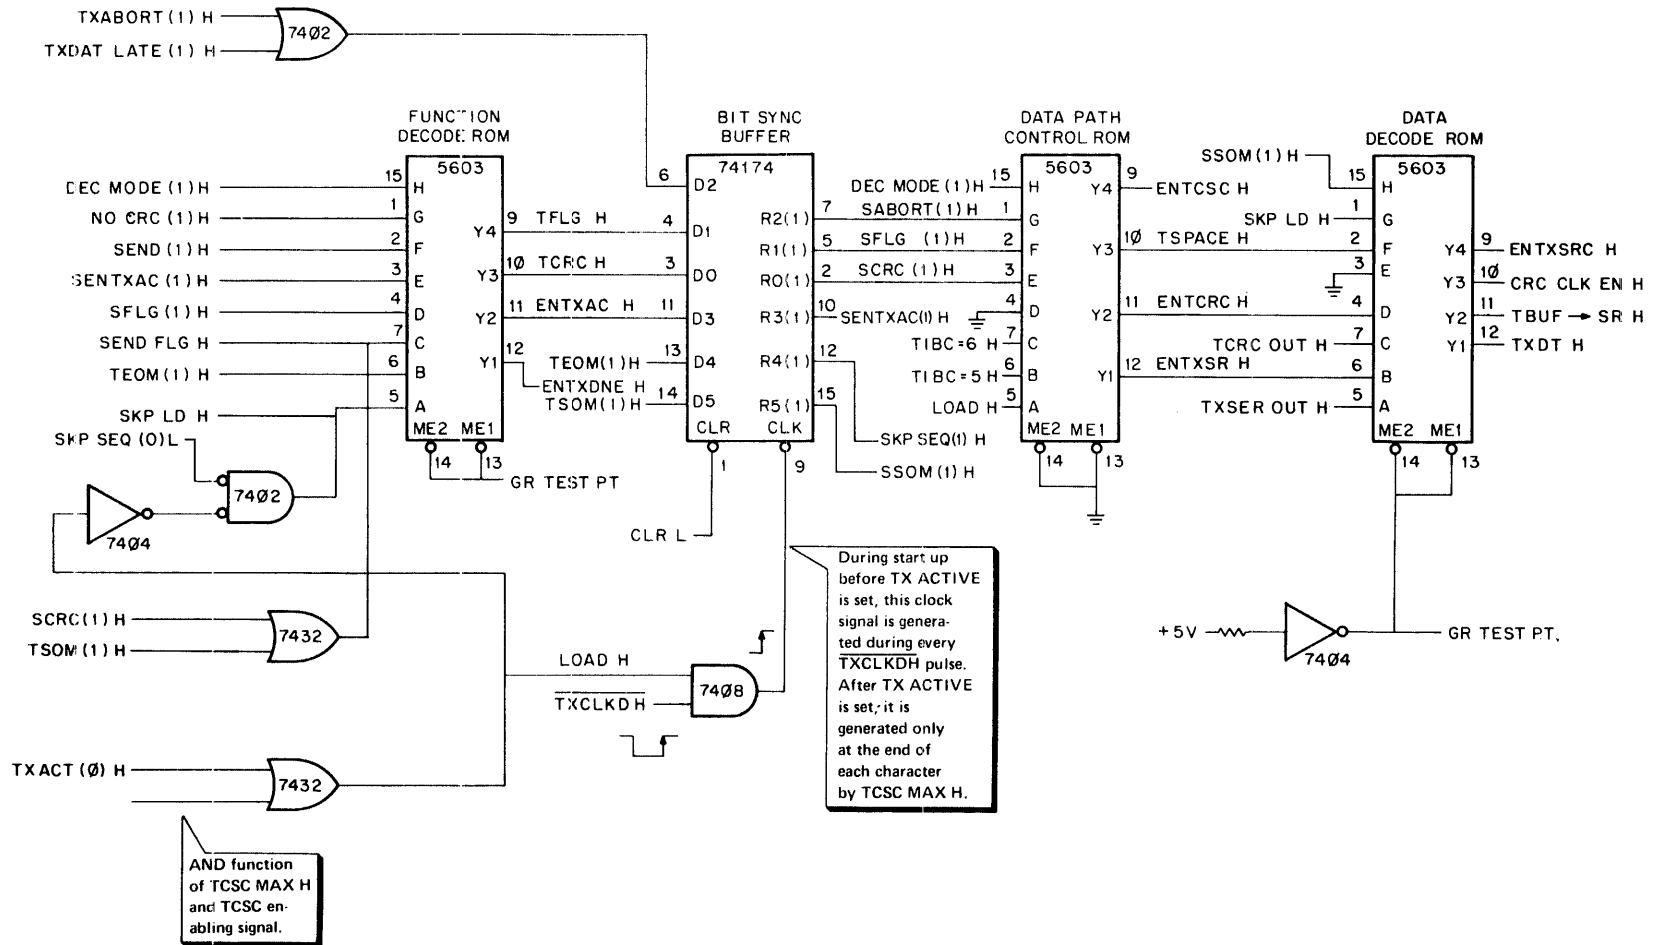 TXABORT (1) H
TXDAT LATE (1) H
74Ø2
FUNCTION
DECODE ROM
5603
DEC MODE (1) H
NO CRC (1) H
SEND (1) H
SENTXAC (1) H
SFLG (1) H
SEND FLG H
TEOM (1) H
SKP LD H
SKP SEQ (0) L
15 H
1 G
2 F
3 E
4 D
7 C
6 B
5 A
Y4 9 TFLG H
Y3 1Ø TCRC H
Y2 11 ENTXAC H
Y1 12
ENTXDNE H
ME2 ME1
14 13
GR TEST PT
74Ø2
74Ø4
SCRC (1) H
TSOM (1) H
7432
TXACT (Ø) H
7432
AND function
of TCSC MAX H
and TCSC en-
abling signal.
BIT SYNC
BUFFER
74174
6 D2
4 D1
3 D0
11 D3
TEOM (1) H 13 D4
TSOM (1) H 14 D5
R2(1) 7 SABORT (1) H
R1(1) 5 SFLG (1) H
R0(1) 2 SCRC (1) H
R3(1) 10 SENTXAC(1) H
R4(1) 12
R5(1) 15
CLR CLK
1 9
SKP SEQ(1) H
SSOM (1) H
CLR L
LOAD H
TXCLKD H
74Ø8
During start up
before TX ACTIVE
is set, this clock
signal is genera-
ted during every
TXCLKDH pulse.
After TX ACTIVE
is set, it is
generated only
at the end of
each character
by TCSC MAX H.
DATA PATH
CONTROL ROM
5603
DEC MODE (1) H 15 H
1 G
2 F
3 E
4 D
TIBC=6 H 7 C
TIBC=5 H 6 B
LOAD H 5 A
Y4 9 ENTCSC H
Y3 1Ø TSPACE H
Y2 11 ENTCRC H
Y1 12 ENTXSR H
ME2 ME1
14 13
DATA
DECODE ROM
5603
SSOM (1) H
15 H
SKP LD H 1 G
2 F
3 E
4 D
TCRC OUT H 7 C
6 B
TXSER OUT H 5 A
Y4 9 ENTXSRC H
Y3 1Ø CRC CLK EN H
Y2 11 TBUF → SR H
Y1 12 TXDT H
ME2 ME1
14 13
+5V
74Ø4
GR TEST PT.